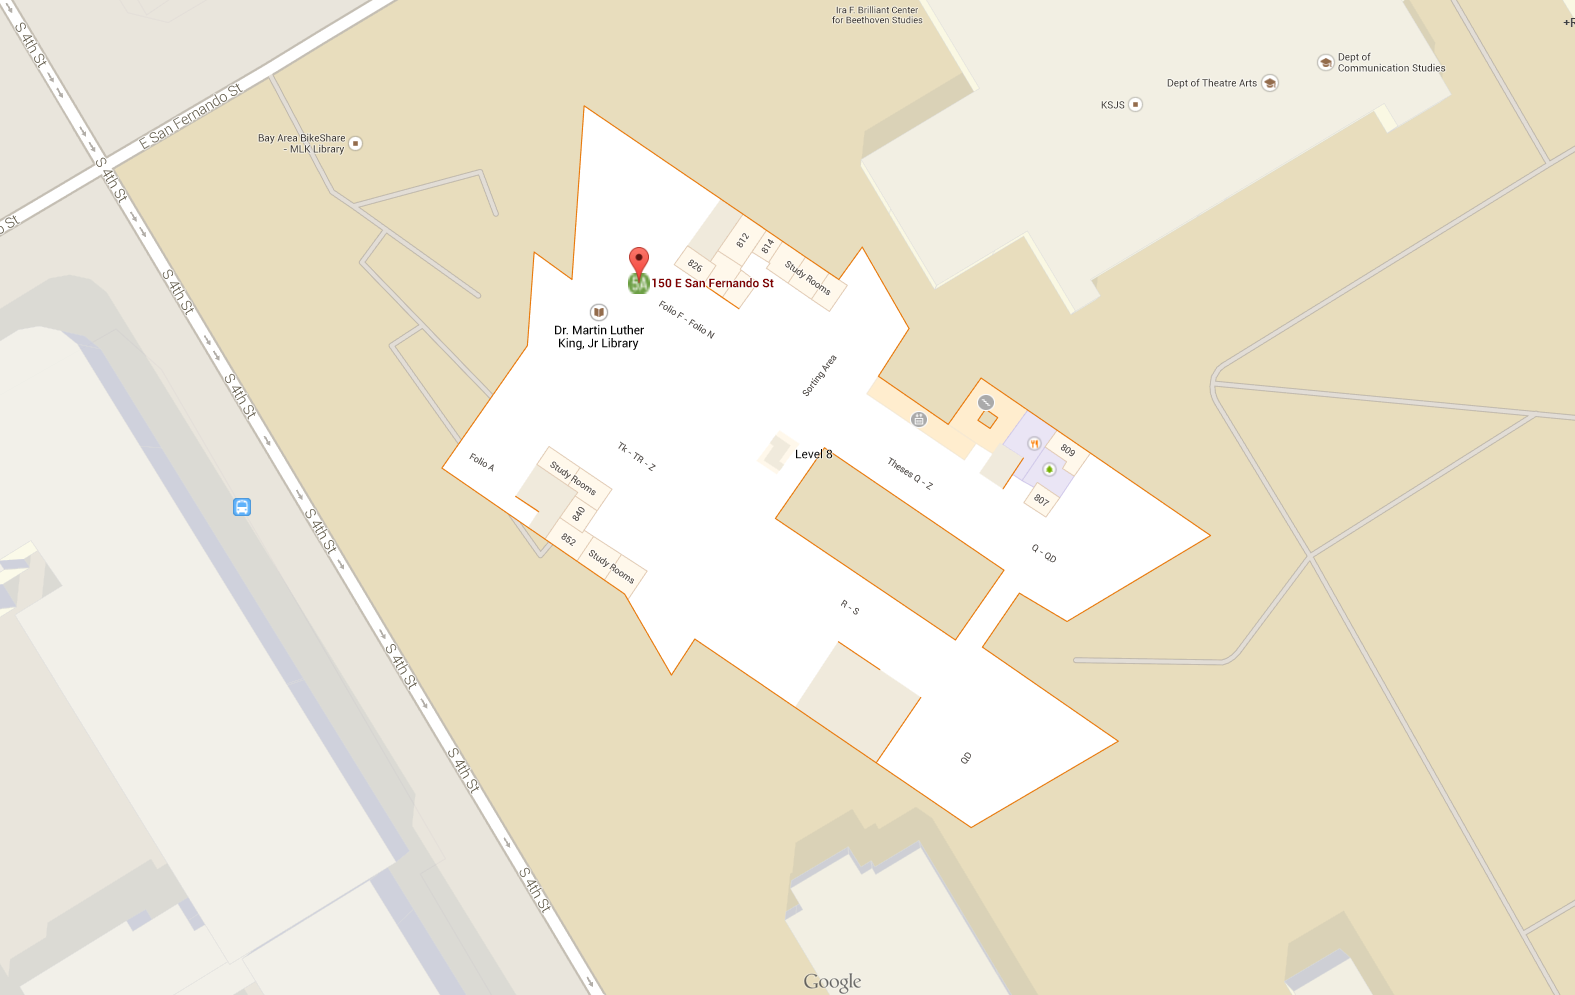 Ira F. Brilliant Center
for Beethoven Studies
S 4th St
Dept of
Communication Studies
Dept of Theatre Arts
KSJS
E San Fernando St
Bay Area BikeShare
- MLK Library
S 4th St
St
812
814
826
Study Rooms
5A
150 E San Fernando St
S 4th St
Folio F - Folio N
Dr. Martin Luther
King, Jr Library
Sorting Area
S 4th St
809
Level 8
Tk - TR - Z
Folio A
Theses Q - Z
Study Rooms
807
840
S 4th St
852
Study Rooms
Q - QD
R - S
S 4th St
QD
S 4th St
S 4th St
Google